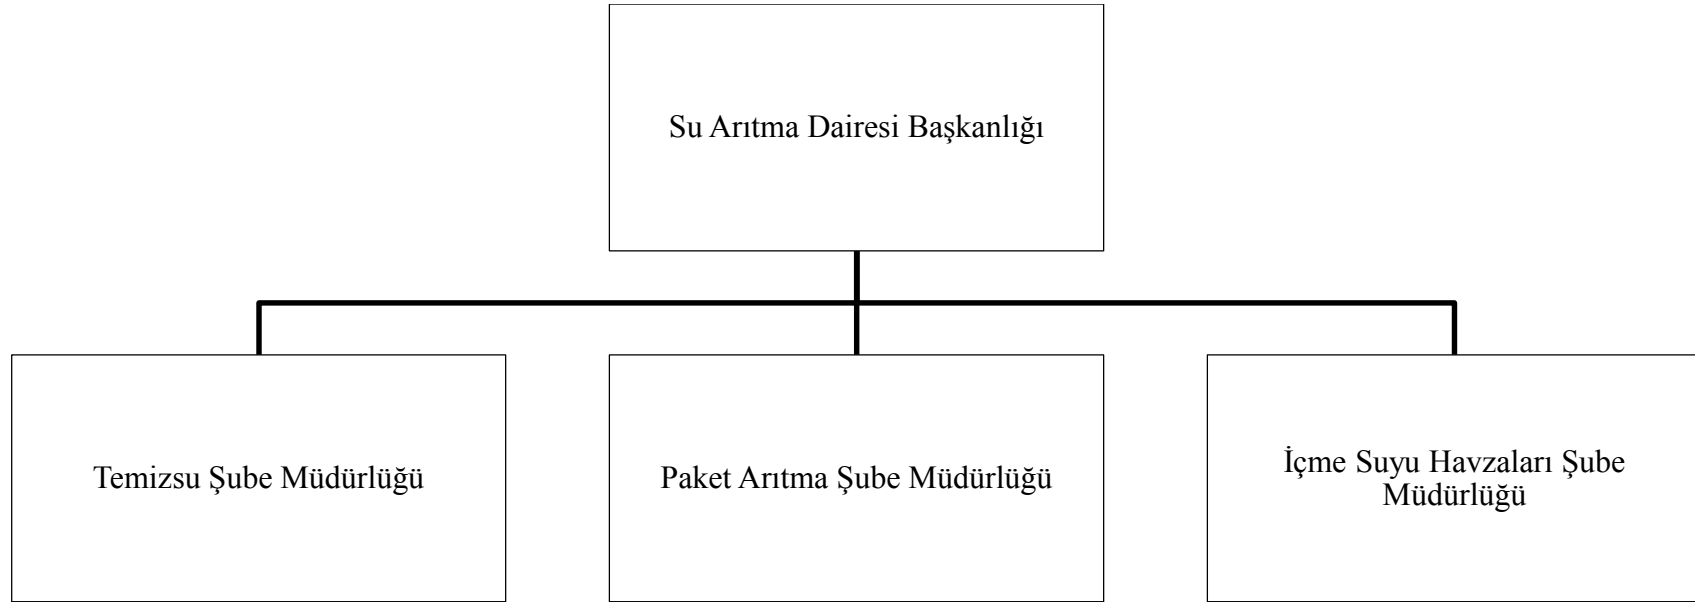 Su Arıtma Dairesi Başkanlığı
Temizsu Şube Müdürlüğü
Paket Arıtma Şube Müdürlüğü
İçme Suyu Havzaları Şube
Müdürlüğü